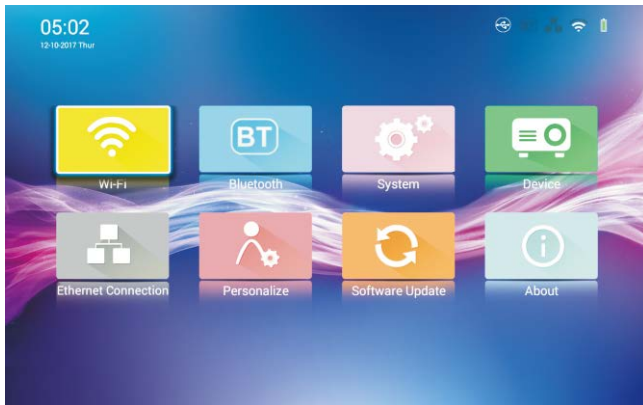 05:02
12-10-2017 Thur
BT
Wi-Fi
Bluetooth
System
Device
Ethernet Connection
Personalize
Software Update
About